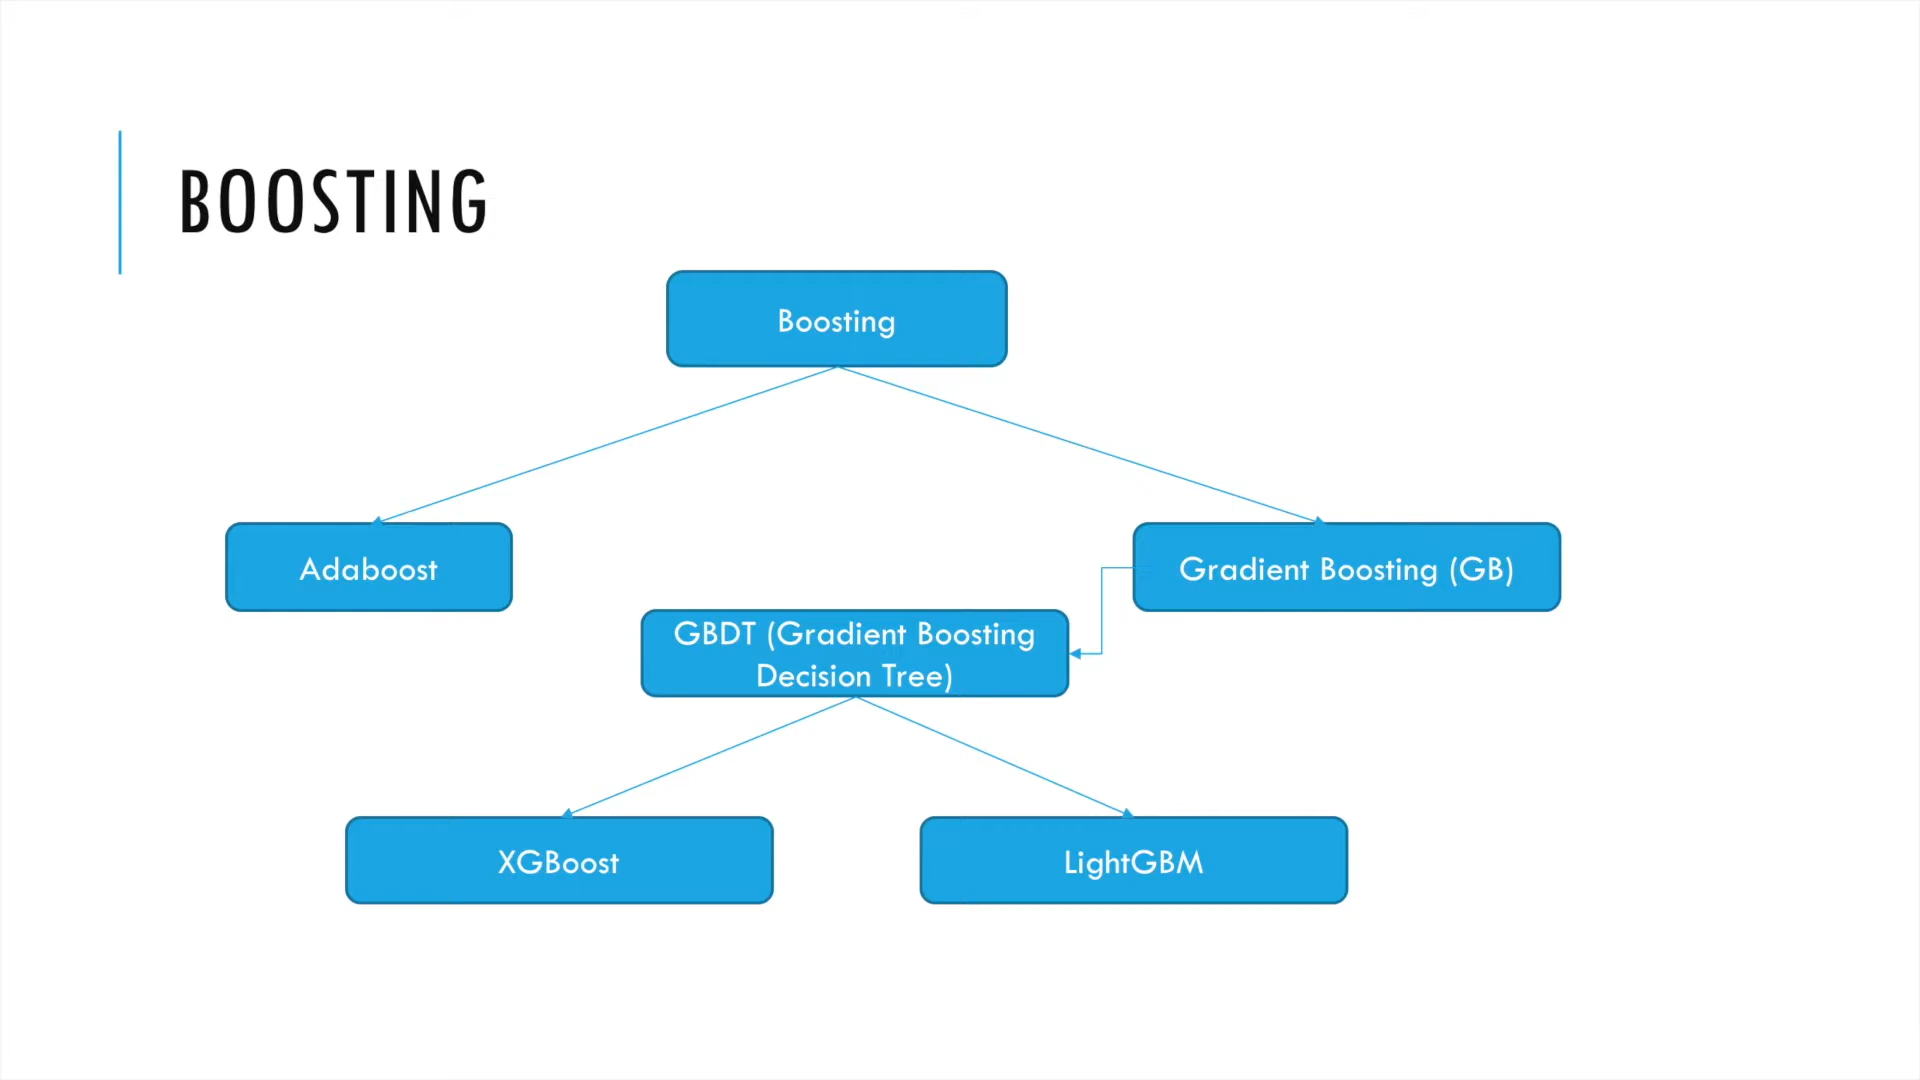 BOOSTING
Boosting
Adaboost
Gradient Boosting (GB)
GBDT (Gradient Boosting
Decision Tree)
XGBoost
LightGBM